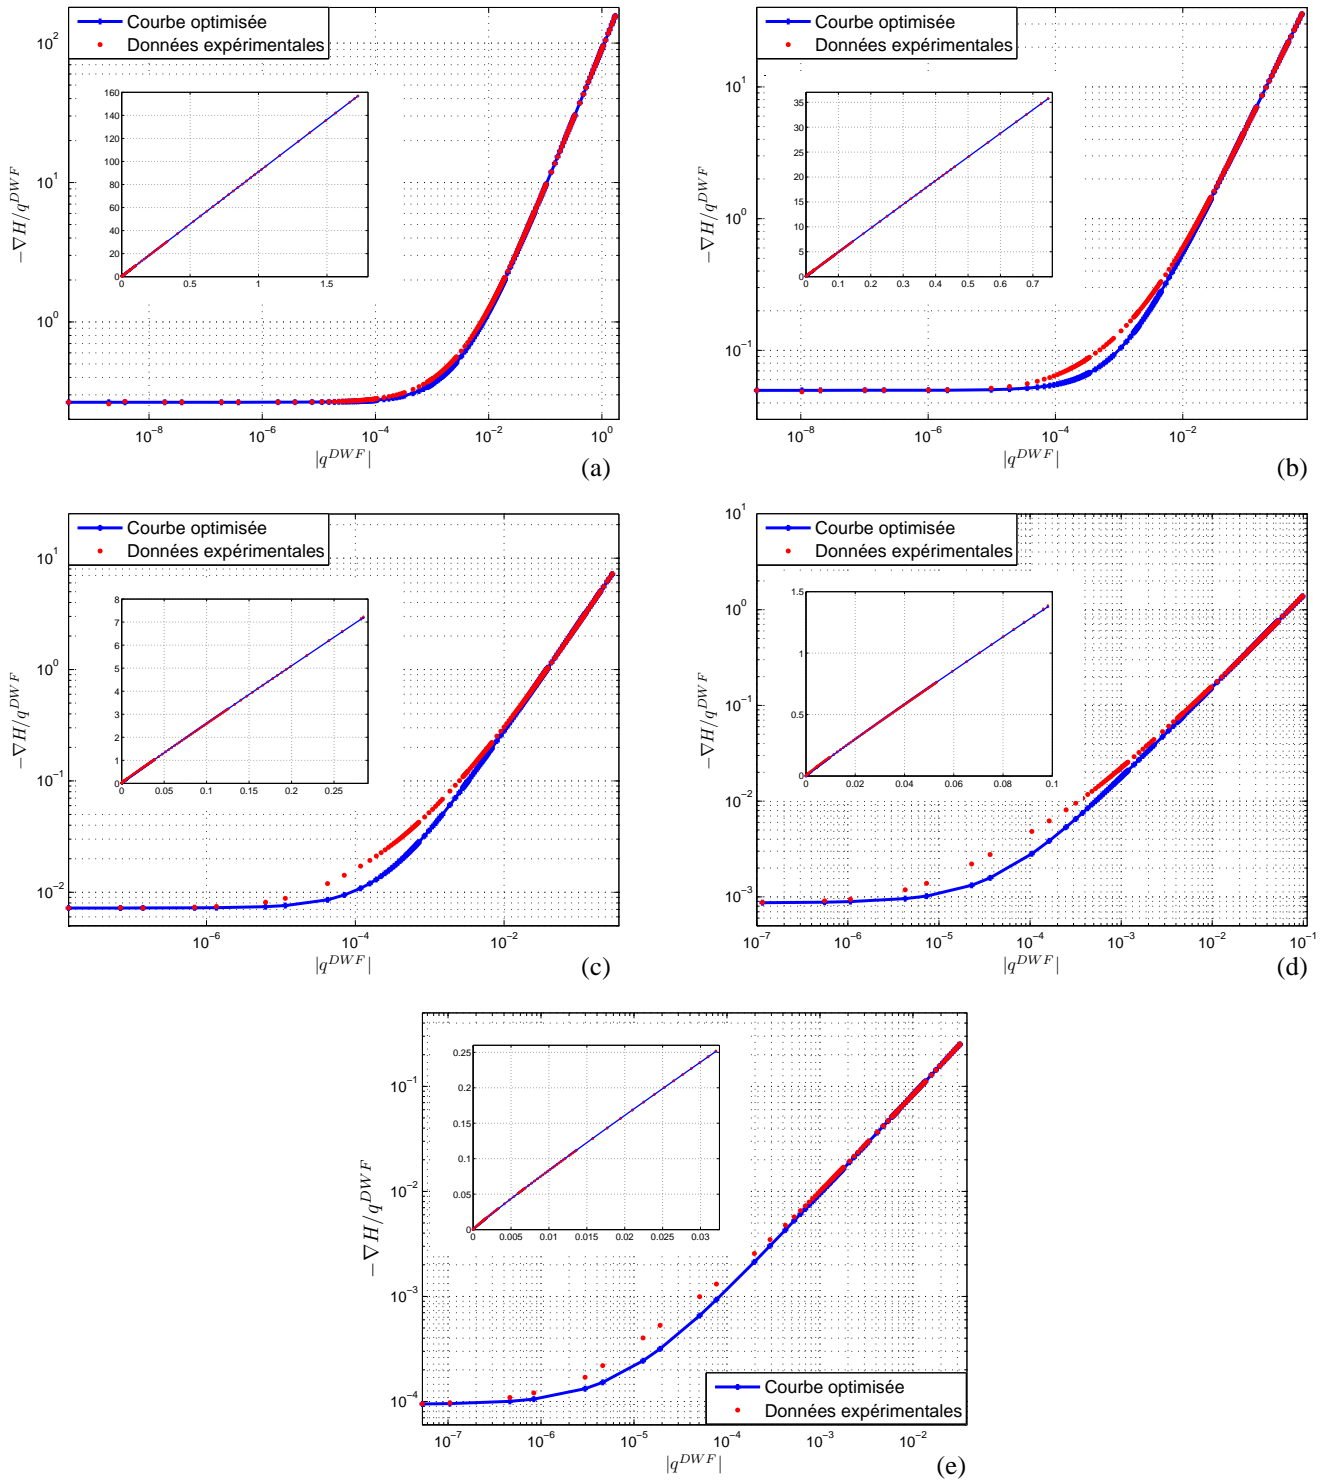 Courbe optimisée
Données expérimentales
10^2
10^1
10^0
−∇H/q^{DWF}
160
140
120
100
80
60
40
20
0
0 0.5 1 1.5
10^{-8} 10^{-6} 10^{-4} 10^{-2} 10^0
|q^{DWF}|
(a)
Courbe optimisée
Données expérimentales
10^1
10^0
10^{-1}
−∇H/q^{DWF}
35
30
25
20
15
10
5
0
0 0.1 0.2 0.3 0.4 0.5 0.6 0.7
10^{-8} 10^{-6} 10^{-4} 10^{-2}
|q^{DWF}|
(b)
Courbe optimisée
Données expérimentales
10^1
10^0
10^{-1}
10^{-2}
−∇H/q^{DWF}
8
7
6
5
4
3
2
1
0
0 0.05 0.1 0.15 0.2 0.25
10^{-6} 10^{-4} 10^{-2}
|q^{DWF}|
(c)
Courbe optimisée
Données expérimentales
10^1
10^0
10^{-1}
10^{-2}
10^{-3}
−∇H/q^{DWF}
1.5
1
0.5
0
0 0.02 0.04 0.06 0.08 0.1
10^{-7} 10^{-6} 10^{-5} 10^{-4} 10^{-3} 10^{-2} 10^{-1}
|q^{DWF}|
(d)
10^{-1}
10^{-2}
10^{-3}
10^{-4}
−∇H/q^{DWF}
0.25
0.2
0.15
0.1
0.05
0
0 0.005 0.01 0.015 0.02 0.025 0.03
Courbe optimisée
Données expérimentales
10^{-7} 10^{-6} 10^{-5} 10^{-4} 10^{-3} 10^{-2}
|q^{DWF}|
(e)